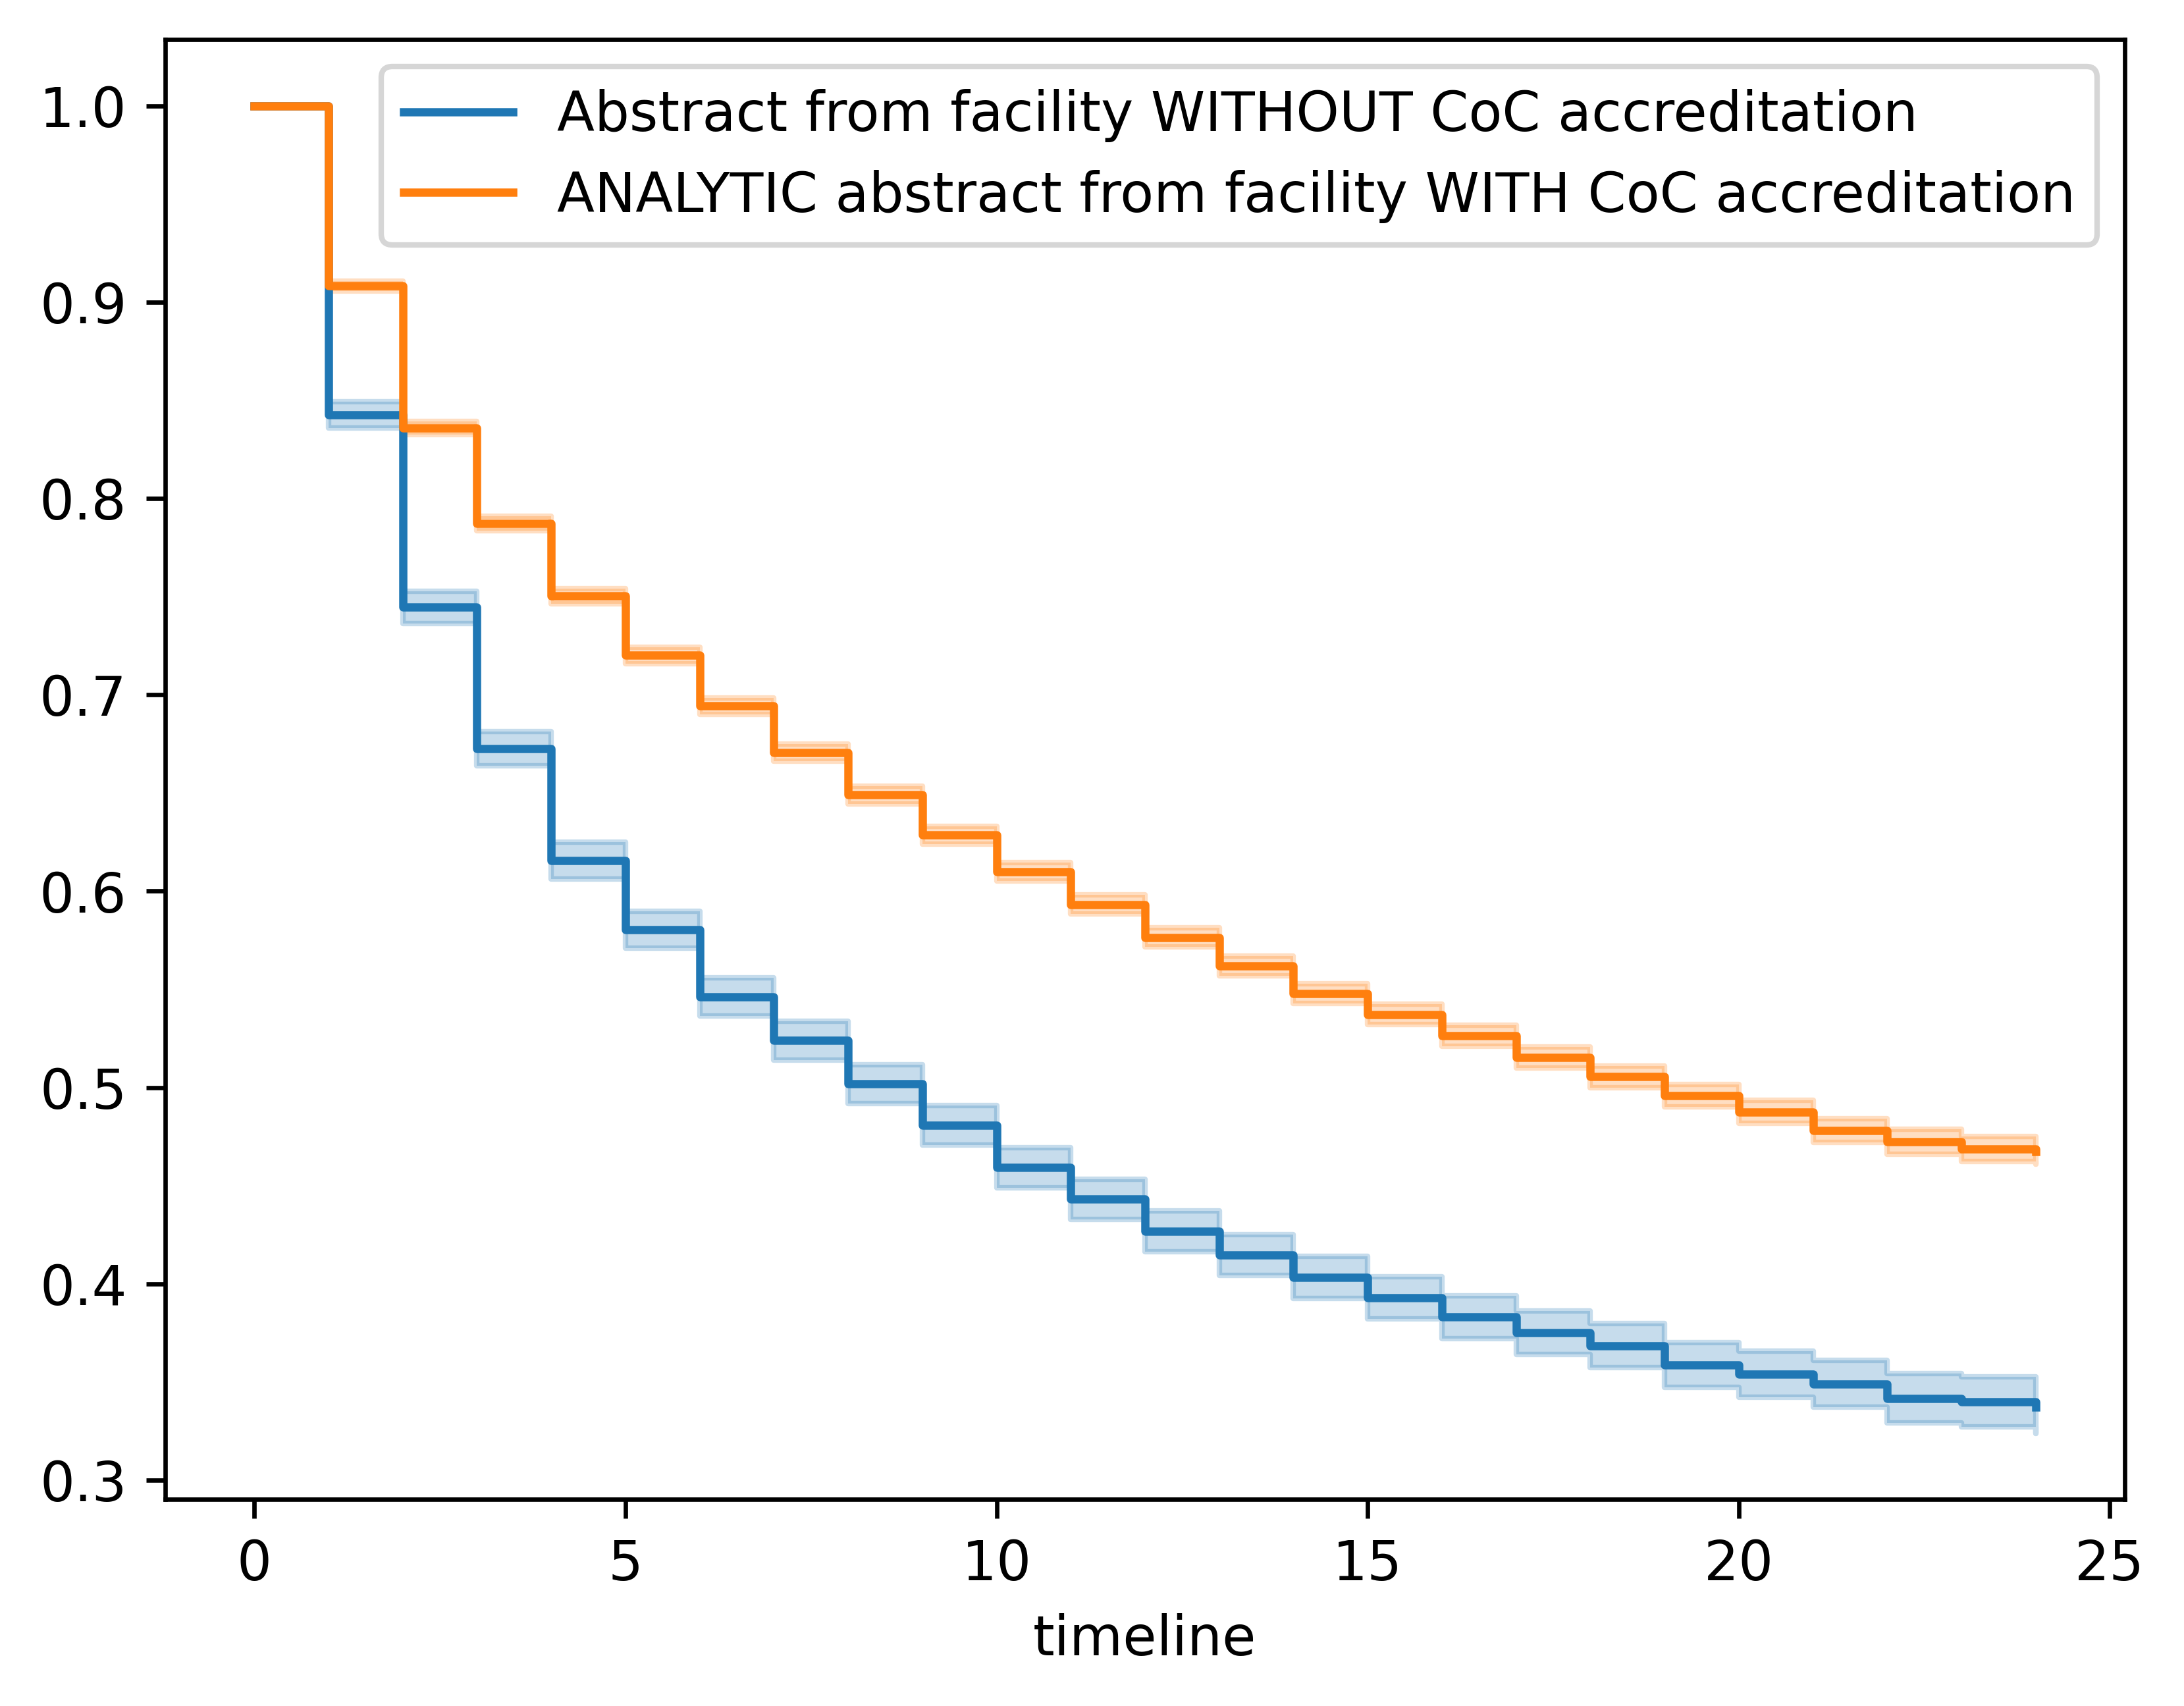 Abstract from facility WITHOUT CoC accreditation
ANALYTIC abstract from facility WITH CoC accreditation
1.0
0.9
0.8
0.7
0.6
0.5
0.4
0.3
0 5 10 15 20 25
timeline